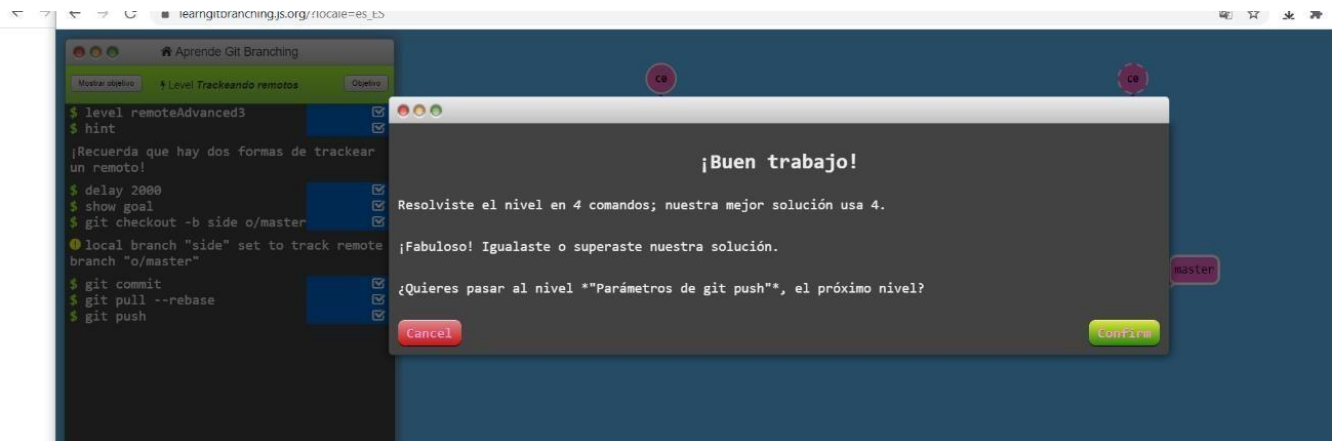 learngitbranching.js.org/?locale=es_ES
Aprende Git Branching
Mostrar objetivo
Level Trackeando remotos
Objetivo
$ level remoteAdvanced3
$ hint
¡Recuerda que hay dos formas de trackear
un remoto!
$ delay 2000
$ show goal
$ git checkout -b side o/master
local branch "side" set to track remote
branch "o/master"
$ git commit
$ git pull --rebase
$ git push
c0
c0
¡Buen trabajo!
Resolviste el nivel en 4 comandos; nuestra mejor solución usa 4.
¡Fabuloso! Igualaste o superaste nuestra solución.
¿Quieres pasar al nivel *"Parámetros de git push"*, el próximo nivel?
Cancel
Confirm
master